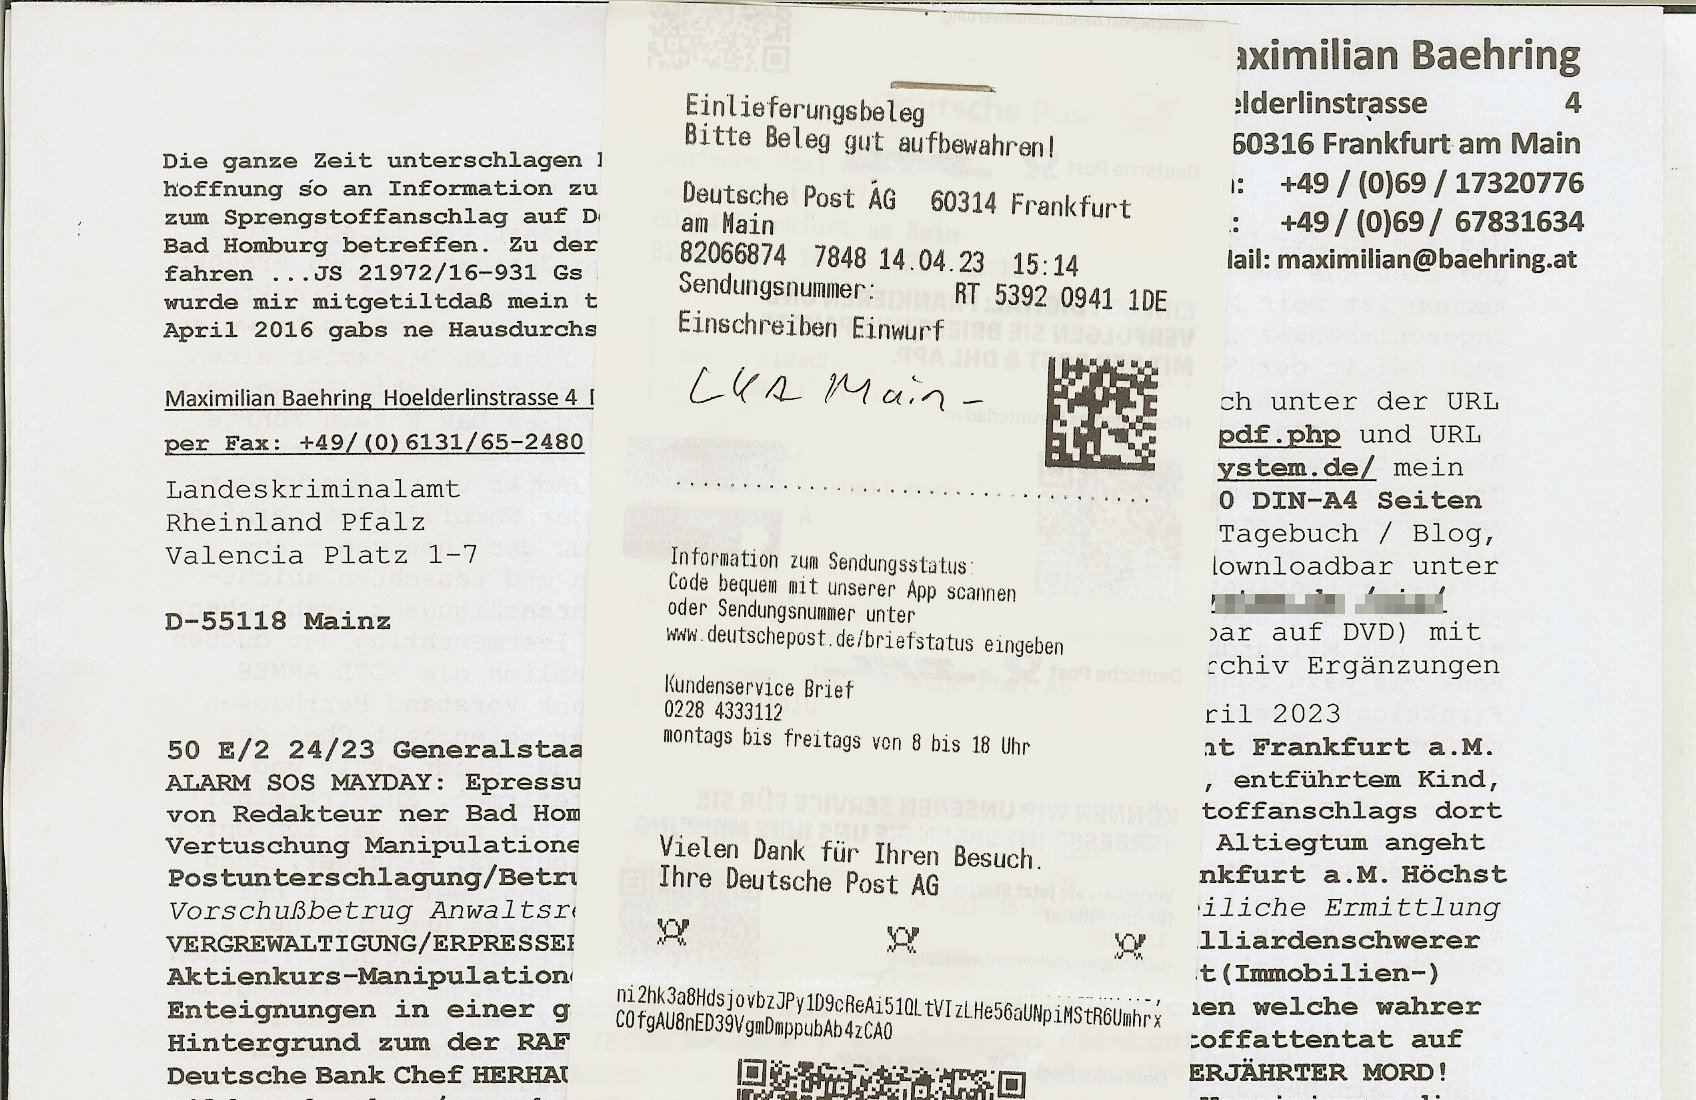 Die ganze Zeit unterschlagen
hoffnung so an Information zu
zum Sprengstoffanschlag auf
Bad Homburg betreffen. Zu der
fahren ...JS 21972/16-931 Gs
wurde mir mitgetiltdaß mein
April 2016 gabs ne Hausdurchs
Maximilian Baehring Hoelderlinstrasse 4
per Fax: +49/(0)6131/65-2480
Landeskriminalamt
Rheinland Pfalz
Valencia Platz 1-7
D-55118 Mainz
50 E/2 24/23 Generalstaa
ALARM SOS MAYDAY: Epressu
von Redakteur ner Bad Hom
Vertuschung Manipulatione
Postunterschlagung/Betru
Vorschußbetrug Anwaltsre
VERGREWALTIGUNG/ERPRESSE
Aktienkurs-Manipulation
Enteignungen in einer g
Hintergrund zum der RAF
Deutsche Bank Chef HERHAU
Einlieferungsbeleg
Bitte Beleg gut aufbewahren!
Deutsche Post AG 60314 Frankfurt
am Main
82066874 7848 14.04.23 15:14
Sendungsnummer: RT 5392 0941 1DE
Einschreiben Einwurf
LKA Main-
Information zum Sendungsstatus:
Code bequem mit unserer App scannen
oder Sendungsnummer unter
www.deutschepost.de/briefstatus eingeben
Kundenservice Brief
0228 4333112
montags bis freitags von 8 bis 18 Uhr
Vielen Dank für Ihren Besuch.
Ihre Deutsche Post AG
ni2hk3a8HdsjovbzJPy1D9cReAi51QLtVIzLHe56aUNpiMStR6Umhrx
C0fgAU8nED39VgmDmppubAb4zCA0
aximilian Baehring
elderlinstrasse 4
60316 Frankfurt am Main
: +49 / (0)69 / 17320776
: +49 / (0)69 / 67831634
ail: maximilian@baehring.at
ch unter der URL
pdf.php und URL
ystem.de/ mein
0 DIN-A4 Seiten
Tagebuch / Blog,
downloadbar unter
bar auf DVD) mit
rchiv Ergänzungen
ril 2023
ht Frankfurt a.M.
, entführtem Kind,
toffanschlags dort
Altiegtum angeht
nkfurt a.M. Höchst
iliche Ermittlung
lliardenschwerer
t(Immobilien-)
nen welche wahrer
toffattentat auf
ERJÄHRTER MORD!